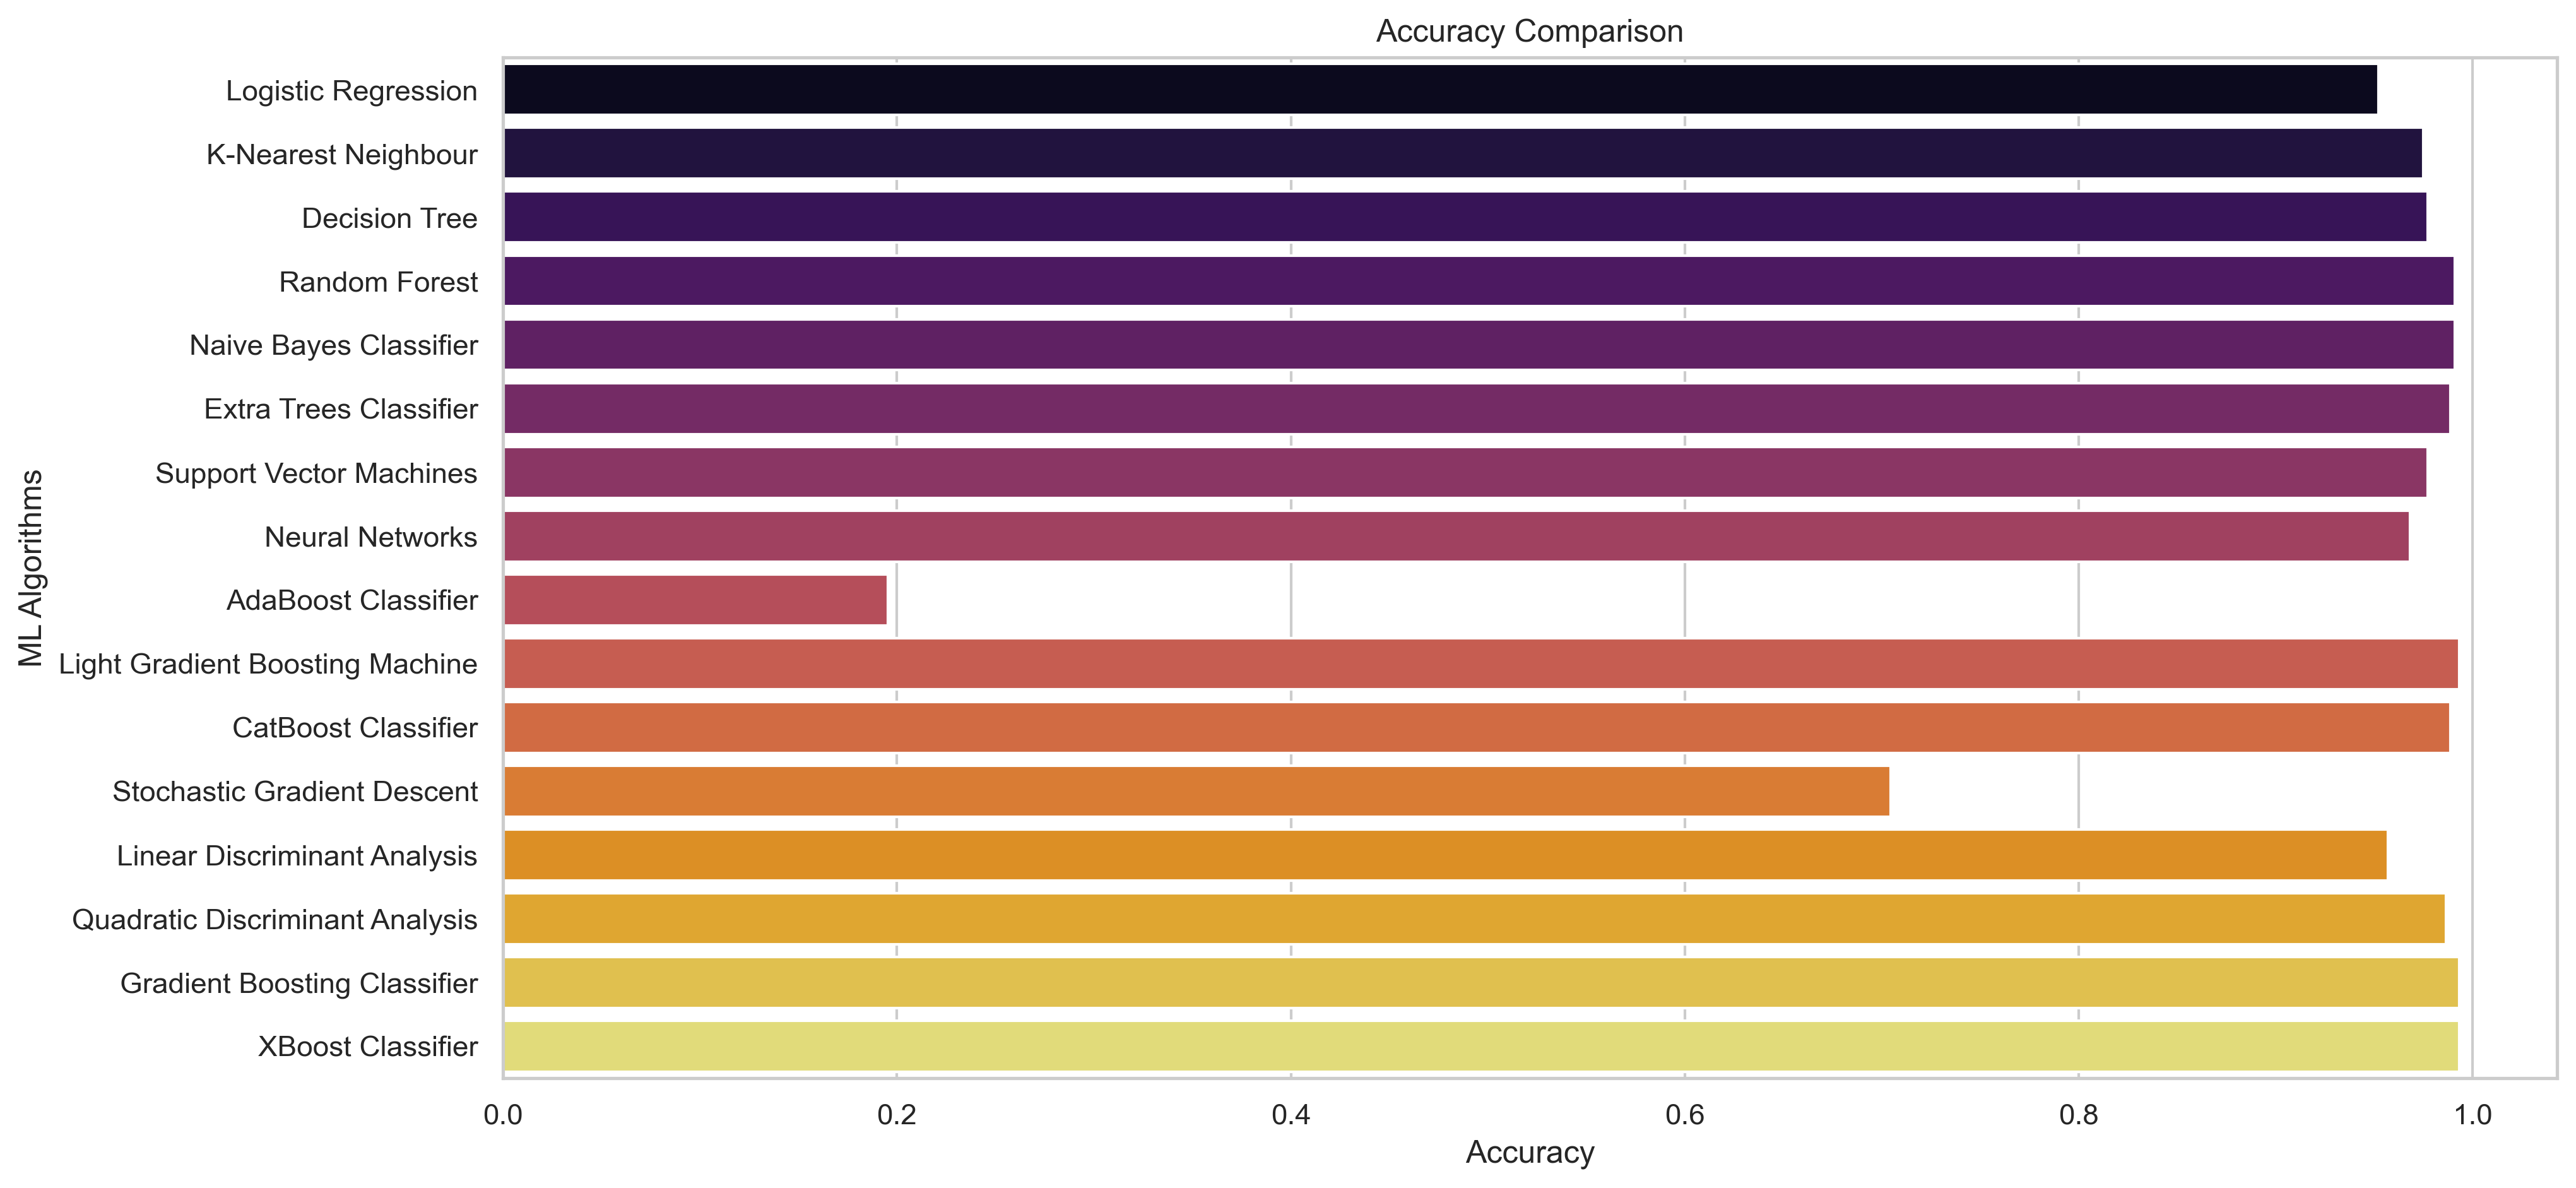 Accuracy Comparison
Logistic Regression
K-Nearest Neighbour
Decision Tree
Random Forest
Naive Bayes Classifier
Extra Trees Classifier
Support Vector Machines
Neural Networks
AdaBoost Classifier
Light Gradient Boosting Machine
CatBoost Classifier
Stochastic Gradient Descent
Linear Discriminant Analysis
Quadratic Discriminant Analysis
Gradient Boosting Classifier
XBoost Classifier
ML Algorithms
0.0 0.2 0.4 0.6 0.8 1.0
Accuracy